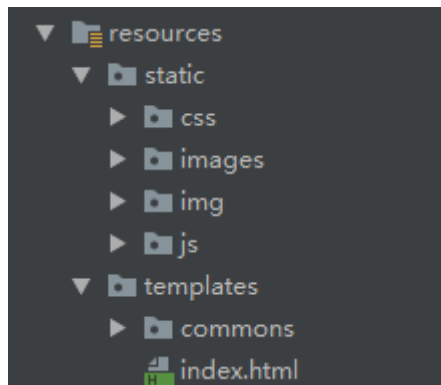 resources
static
css
images
img
js
templates
commons
index.html